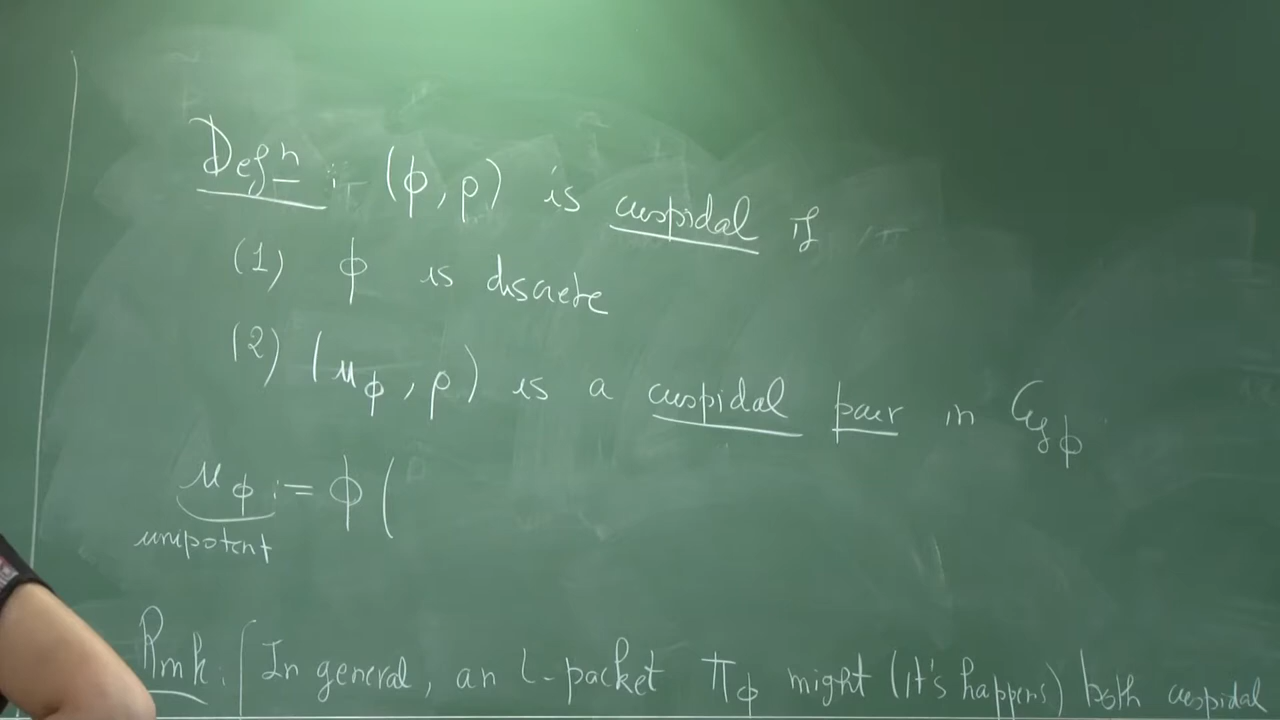 Defn: (ϕ, ρ) is cuspidal if
(1) ϕ is discrete
(2) (u_ϕ, ρ) is a cuspidal pair in G_ϕ.
u_ϕ := ϕ(
unipotent
Rmk: In general, an L-packet Π_ϕ might (it's happens) both cuspidal